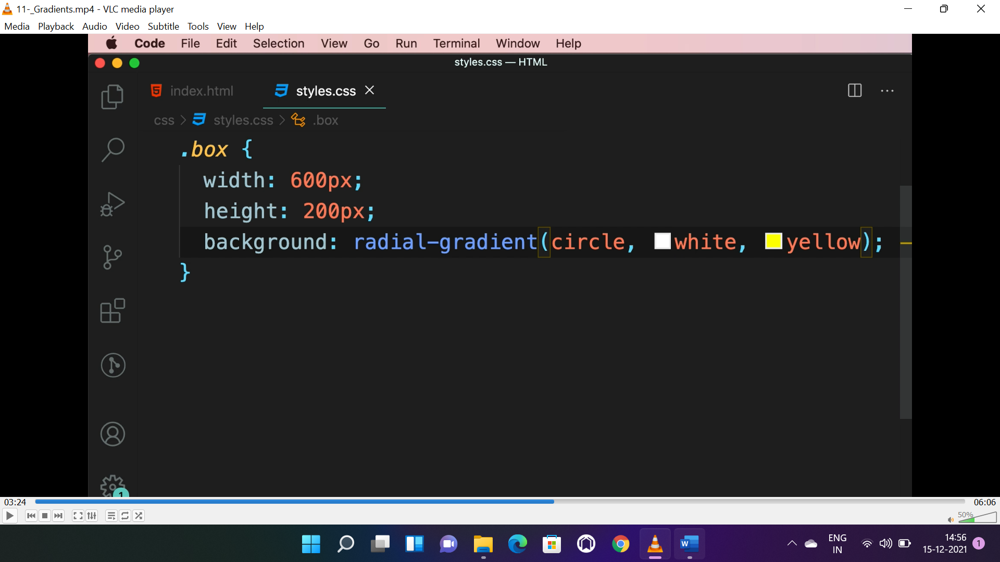 11-_Gradients.mp4 - VLC media player
Media Playback Audio Video Subtitle Tools View Help
Code File Edit Selection View Go Run Terminal Window Help
styles.css — HTML
index.html styles.css
css > styles.css > .box
.box {
width: 600px;
height: 200px;
background: radial-gradient(circle, white, yellow);
}
1
03:24 06:06
50%
ENG
IN
14:56
15-12-2021
1